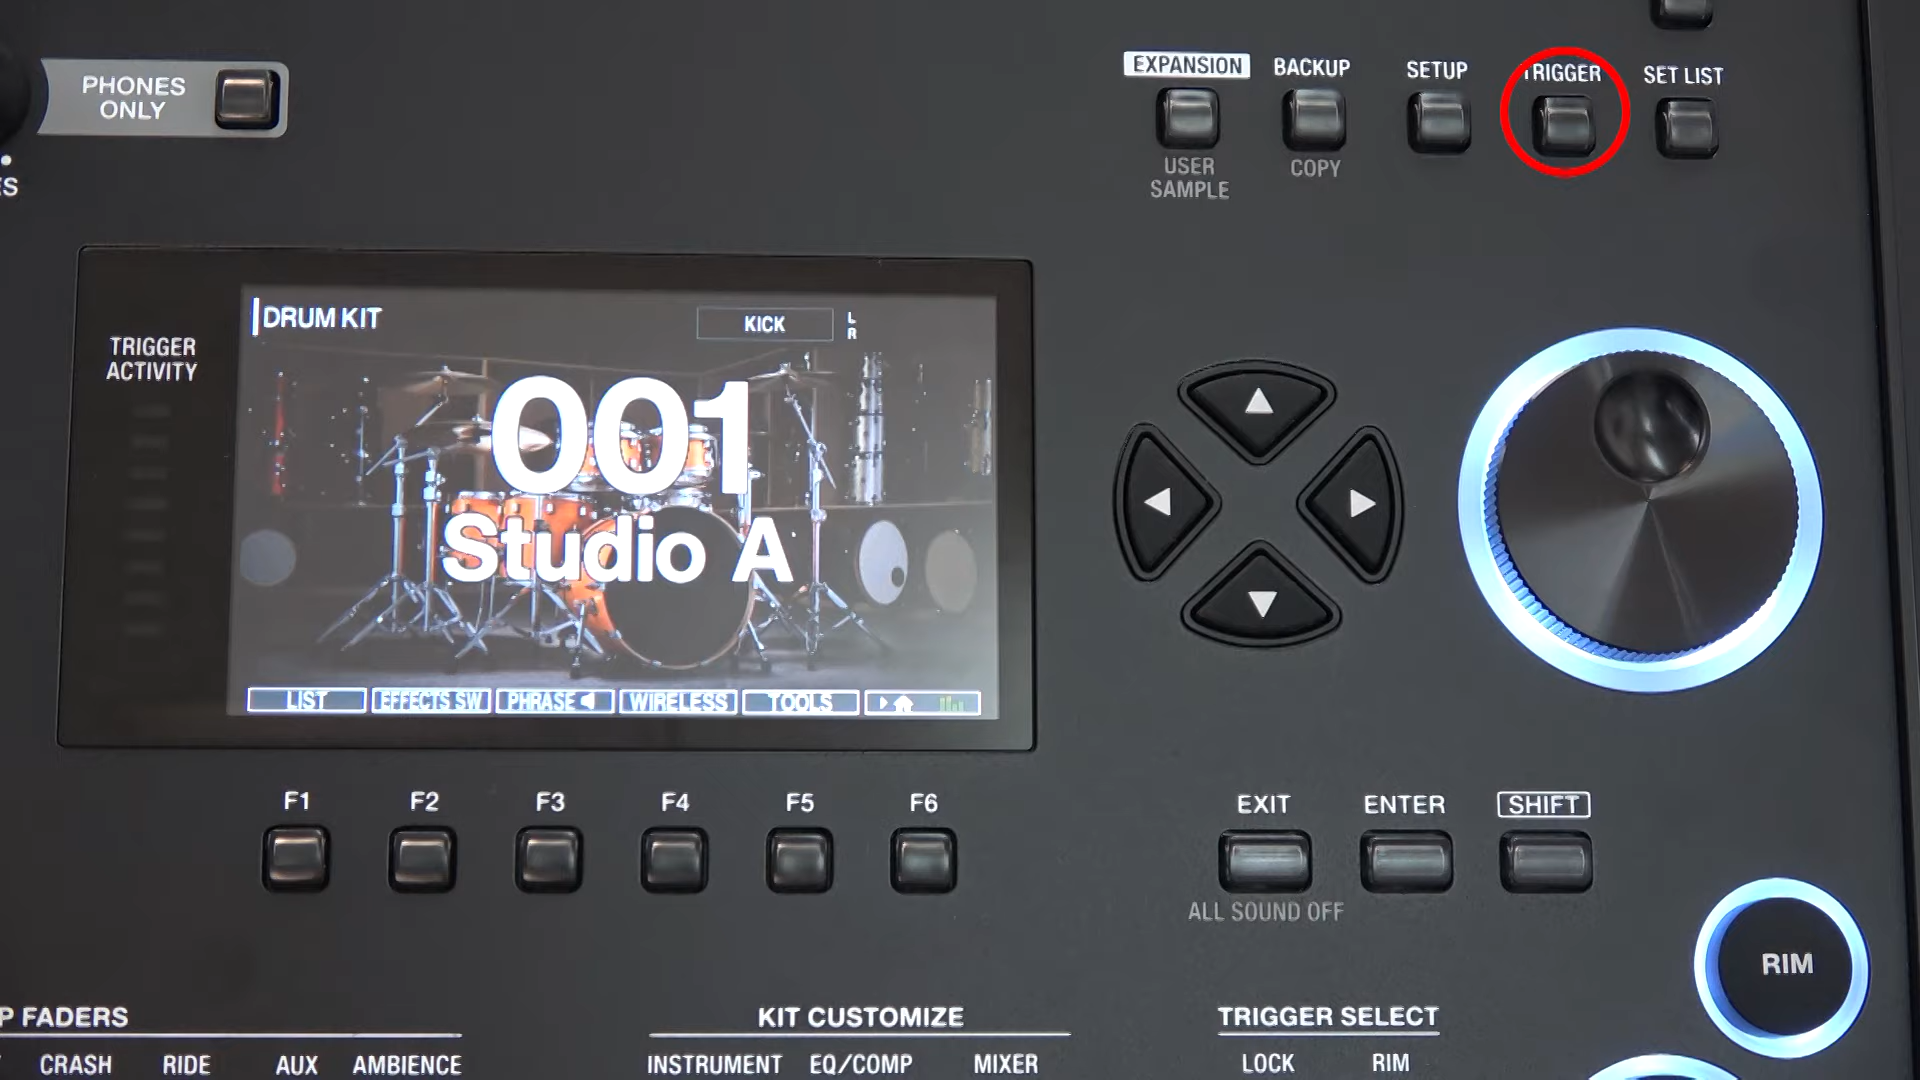 PHONES
ONLY
ES
EXPANSION
BACKUP
SETUP
TRIGGER
SET LIST
USER
SAMPLE
COPY
TRIGGER
ACTIVITY
DRUM KIT
KICK
L
R
001
Studio A
LIST
EFFECTS SW
PHRASE
WIRELESS
TOOLS
F1
F2
F3
F4
F5
F6
EXIT
ENTER
SHIFT
ALL SOUND OFF
RIM
P FADERS
CRASH
RIDE
AUX
AMBIENCE
KIT CUSTOMIZE
INSTRUMENT
EQ/COMP
MIXER
TRIGGER SELECT
LOCK
RIM